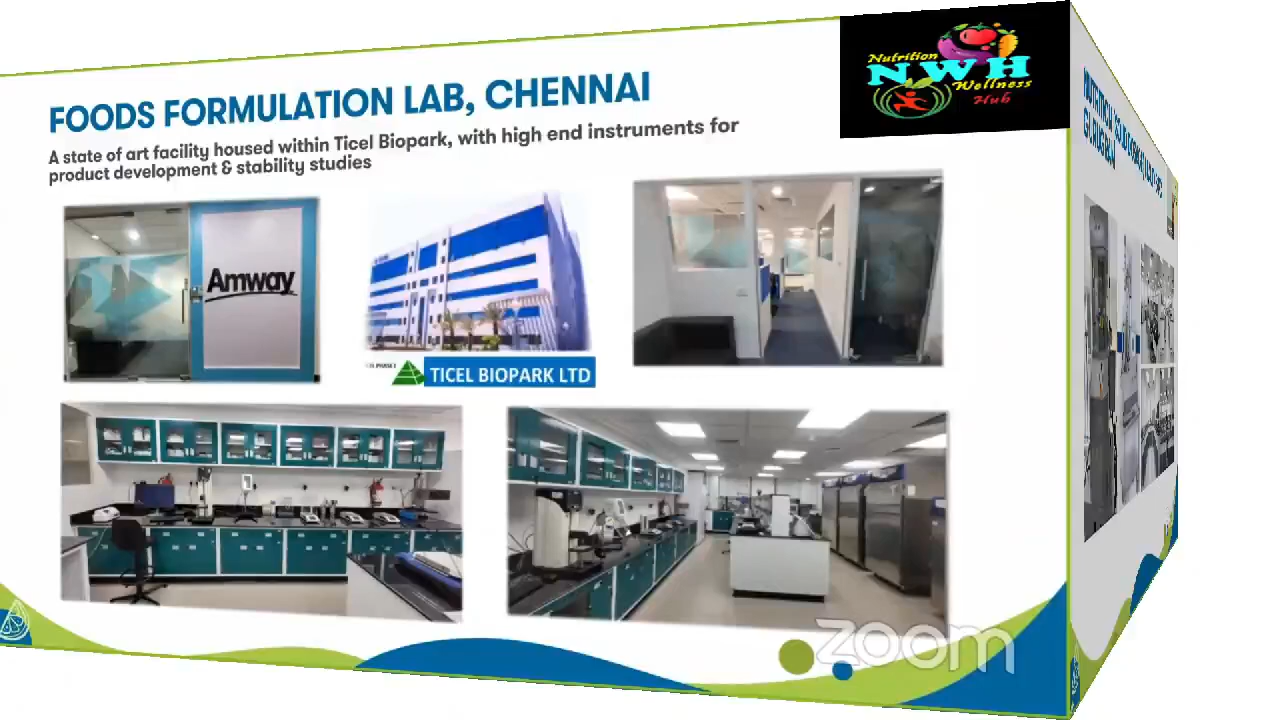 FOODS FORMULATION LAB, CHENNAI
A state of art facility housed within Ticel Biopark, with high end instruments for
product development & stability studies
Nutrition
NWH
Wellness
Hub
Amway
TICEL BIOPARK LTD
zoom